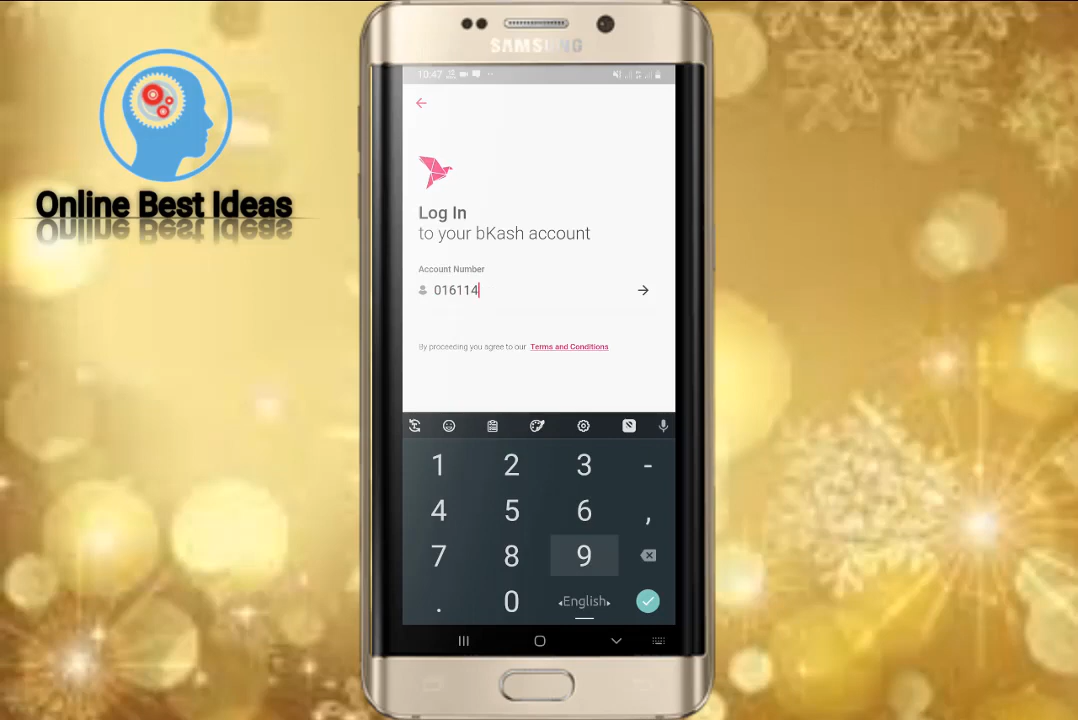 Online Best Ideas
SAMSUNG
10:47
Log In
to your bKash account
Account Number
016114
By proceeding you agree to our Terms and Conditions
1 2 3 -
4 5 6 ,
7 8 9
. 0 English